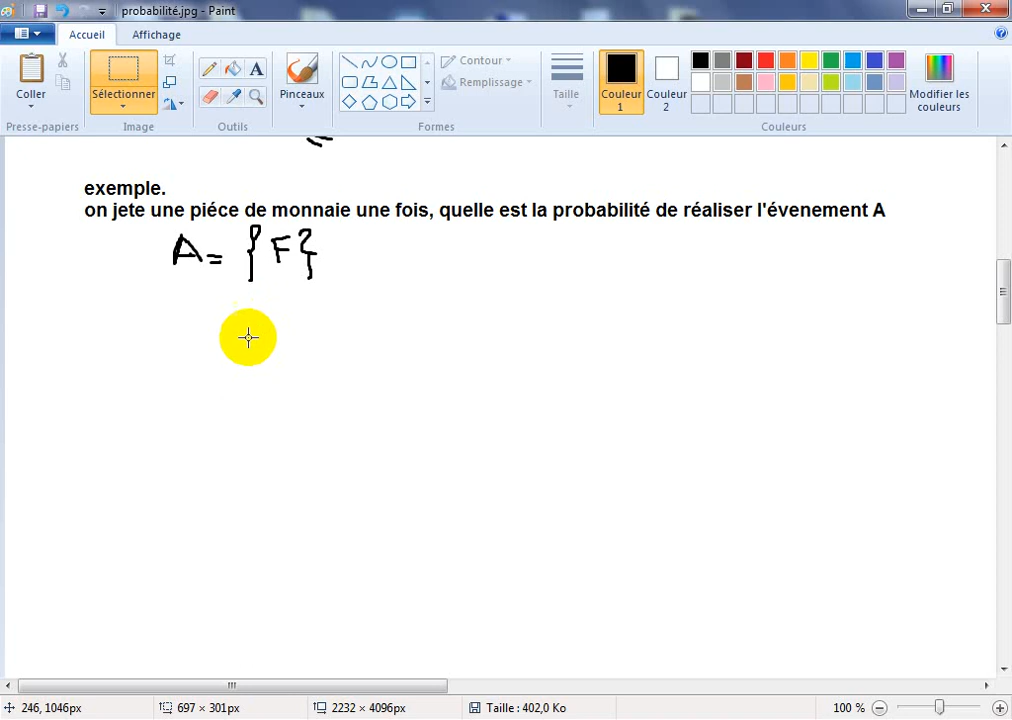 probabilité.jpg - Paint
Accueil Affichage
Coller
Sélectionner
Pinceaux
Contour
Remplissage
Taille
Couleur 1
Couleur 2
Modifier les couleurs
Presse-papiers Image Outils Formes Couleurs
exemple.
on jete une piéce de monnaie une fois, quelle est la probabilité de réaliser l'évenement A
A = { F }
246, 1046px 697 × 301px 2232 × 4096px Taille : 402,0 Ko 100 %